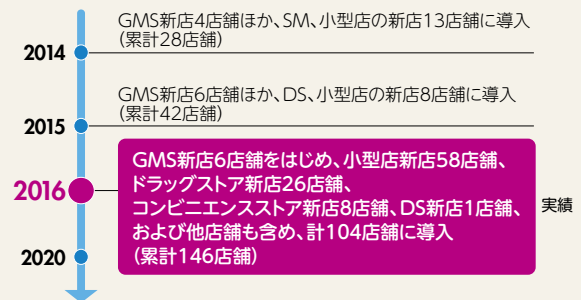 GMS新店4店舗ほか、SM、小型店の新店13店舗に導入
(累計28店舗)
2014
GMS新店6店舗ほか、DS、小型店の新店8店舗に導入
(累計42店舗)
2015
GMS新店6店舗をはじめ、小型店新店58店舗、
ドラッグストア新店26店舗、
コンビニエンスストア新店8店舗、DS新店1店舗、
および他店舗も含め、計104店舗に導入
(累計146店舗)
2016
実績
2020